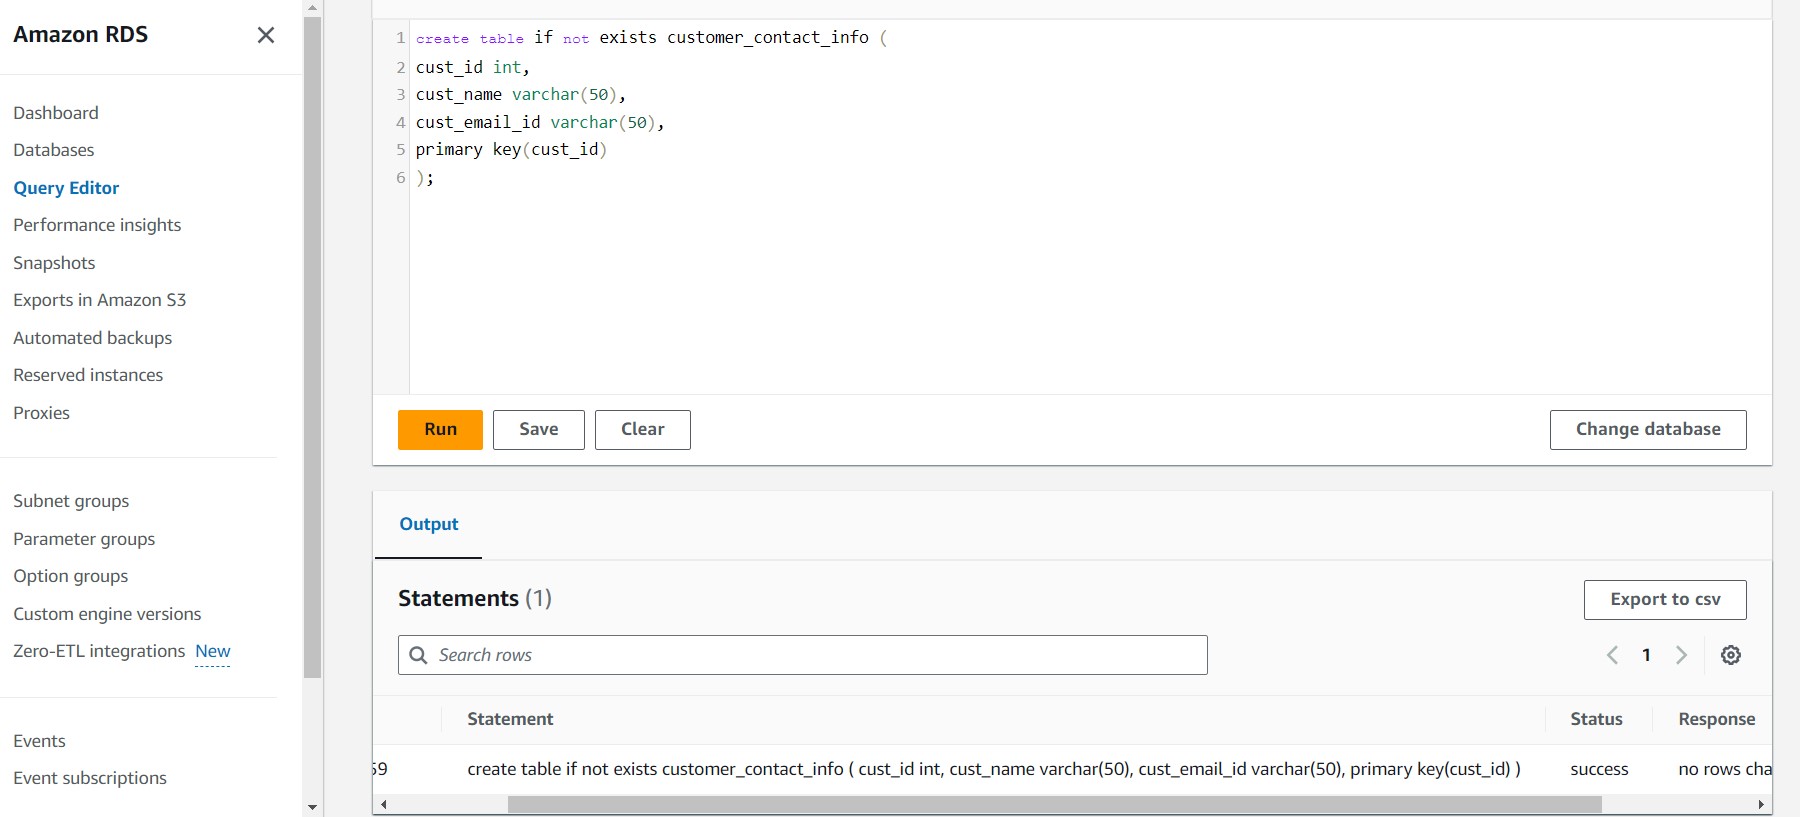 Amazon RDS
Dashboard
Databases
Query Editor
Performance insights
Snapshots
Exports in Amazon S3
Automated backups
Reserved instances
Proxies
Subnet groups
Parameter groups
Option groups
Custom engine versions
Zero-ETL integrations New
Events
Event subscriptions
1 create table if not exists customer_contact_info (
2 cust_id int,
3 cust_name varchar(50),
4 cust_email_id varchar(50),
5 primary key(cust_id)
6 );
Run Save Clear Change database
Output
Statements (1) Export to csv
Search rows 1
Statement Status Response
59 create table if not exists customer_contact_info ( cust_id int, cust_name varchar(50), cust_email_id varchar(50), primary key(cust_id) ) success no rows cha